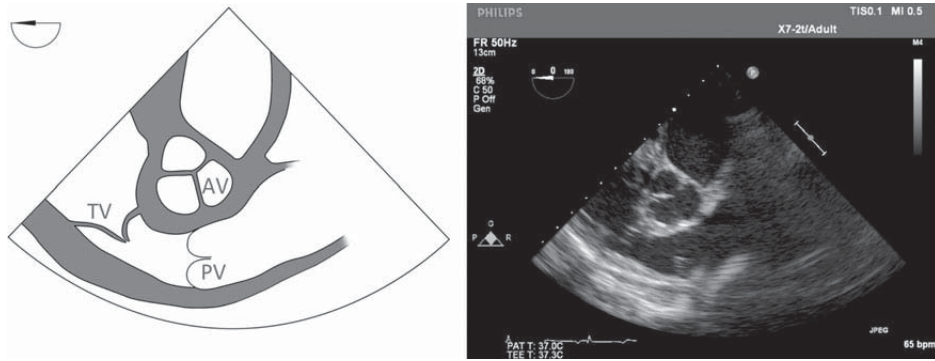 AV
TV
PV
PHILIPS
TIS0.1 MI 0.5
X7-2t/Adult
FR 50Hz
13cm
M4
2D
68%
C 50
P Off
Gen
0 0 180
P
G
P R
JPEG
PAT T: 37.0C
TEE T: 37.3C
65 bpm